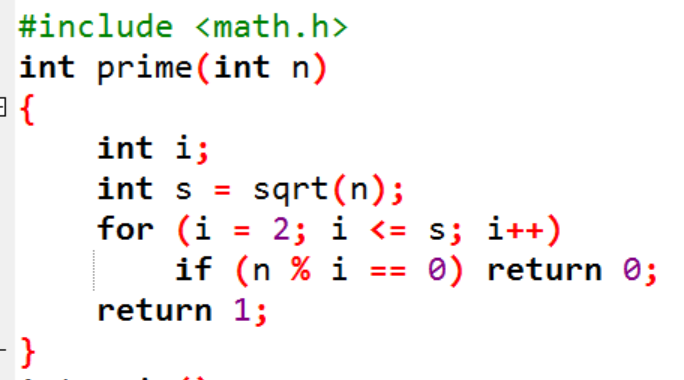 #include <math.h>
int prime(int n)
{
    int i;
    int s = sqrt(n);
    for (i = 2; i <= s; i++)
        if (n % i == 0) return 0;
    return 1;
}